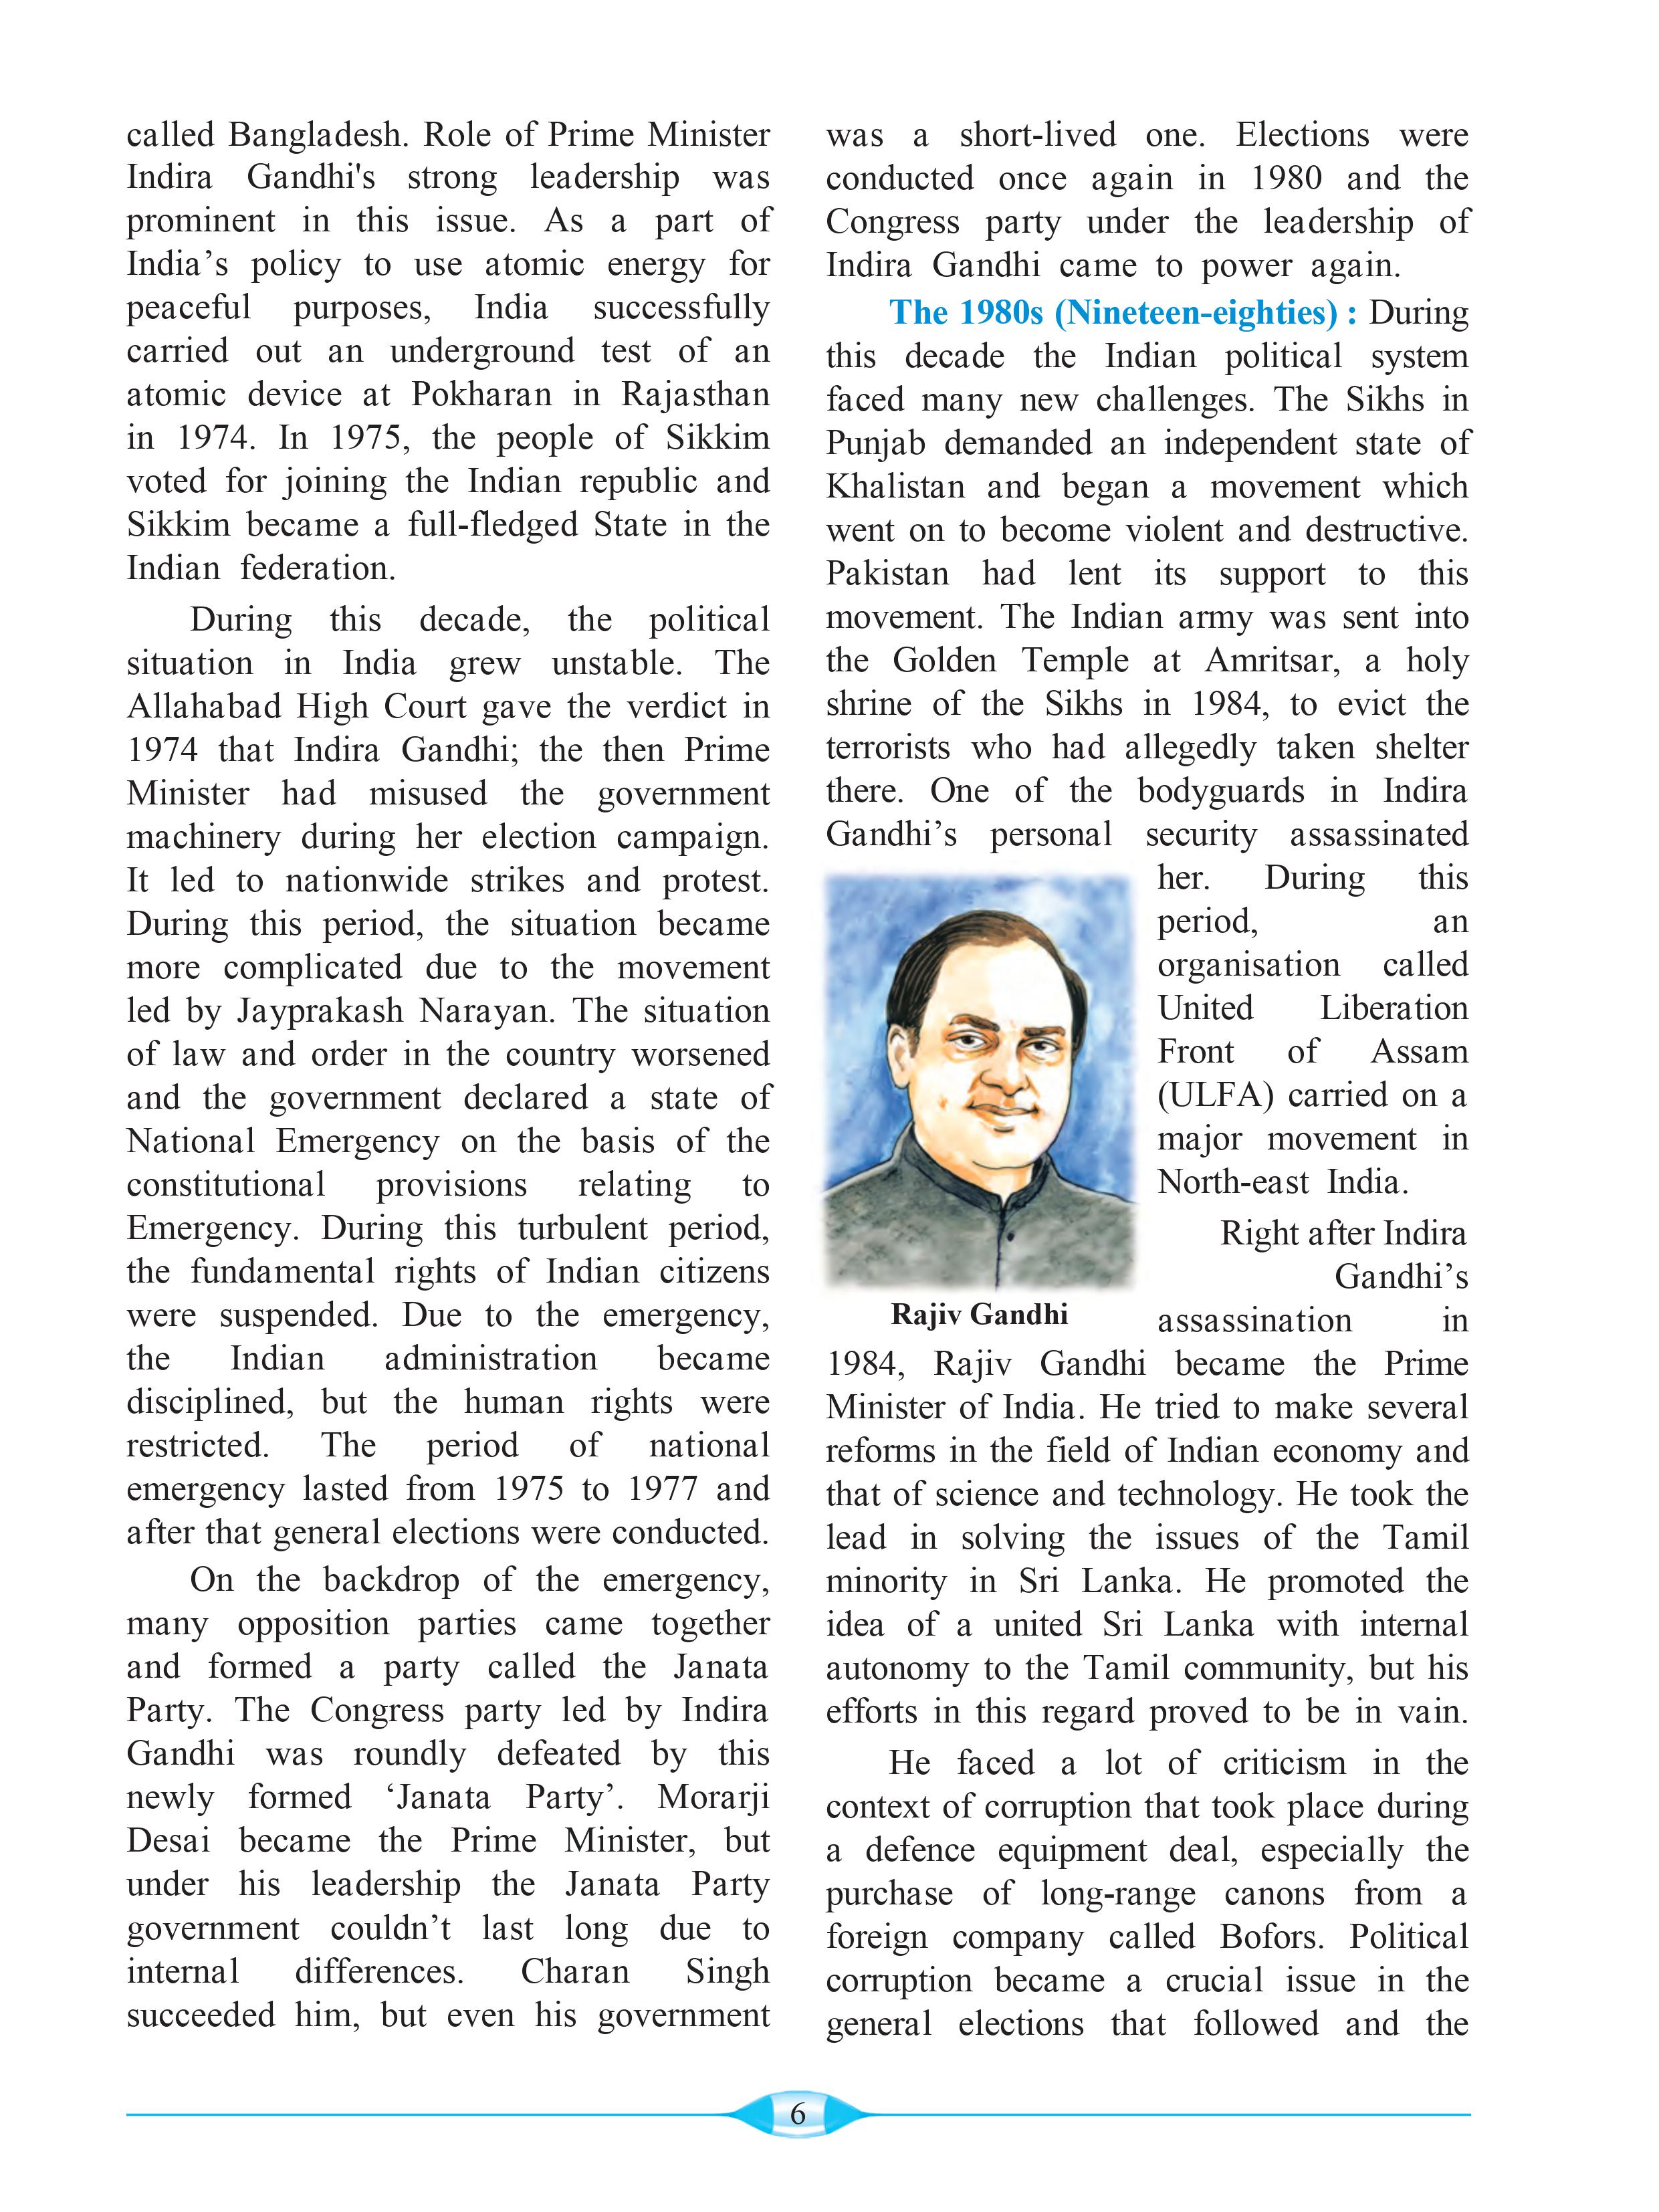 called Bangladesh. Role of Prime Minister
Indira Gandhi's strong leadership was
prominent in this issue. As a part of
India’s policy to use atomic energy for
peaceful purposes, India successfully
carried out an underground test of an
atomic device at Pokharan in Rajasthan
in 1974. In 1975, the people of Sikkim
voted for joining the Indian republic and
Sikkim became a full-fledged State in the
Indian federation.
During this decade, the political
situation in India grew unstable. The
Allahabad High Court gave the verdict in
1974 that Indira Gandhi; the then Prime
Minister had misused the government
machinery during her election campaign.
It led to nationwide strikes and protest.
During this period, the situation became
more complicated due to the movement
led by Jayprakash Narayan. The situation
of law and order in the country worsened
and the government declared a state of
National Emergency on the basis of the
constitutional provisions relating to
Emergency. During this turbulent period,
the fundamental rights of Indian citizens
were suspended. Due to the emergency,
the Indian administration became
disciplined, but the human rights were
restricted. The period of national
emergency lasted from 1975 to 1977 and
after that general elections were conducted.
On the backdrop of the emergency,
many opposition parties came together
and formed a party called the Janata
Party. The Congress party led by Indira
Gandhi was roundly defeated by this
newly formed ‘Janata Party’. Morarji
Desai became the Prime Minister, but
under his leadership the Janata Party
government couldn’t last long due to
internal differences. Charan Singh
succeeded him, but even his government
was a short-lived one. Elections were
conducted once again in 1980 and the
Congress party under the leadership of
Indira Gandhi came to power again.
The 1980s (Nineteen-eighties) : During
this decade the Indian political system
faced many new challenges. The Sikhs in
Punjab demanded an independent state of
Khalistan and began a movement which
went on to become violent and destructive.
Pakistan had lent its support to this
movement. The Indian army was sent into
the Golden Temple at Amritsar, a holy
shrine of the Sikhs in 1984, to evict the
terrorists who had allegedly taken shelter
there. One of the bodyguards in Indira
Gandhi’s personal security assassinated
her. During this
period, an
organisation called
United Liberation
Front of Assam
(ULFA) carried on a
major movement in
North-east India.
Right after Indira
Gandhi’s
assassination in
Rajiv Gandhi
1984, Rajiv Gandhi became the Prime
Minister of India. He tried to make several
reforms in the field of Indian economy and
that of science and technology. He took the
lead in solving the issues of the Tamil
minority in Sri Lanka. He promoted the
idea of a united Sri Lanka with internal
autonomy to the Tamil community, but his
efforts in this regard proved to be in vain.
He faced a lot of criticism in the
context of corruption that took place during
a defence equipment deal, especially the
purchase of long-range canons from a
foreign company called Bofors. Political
corruption became a crucial issue in the
general elections that followed and the
6